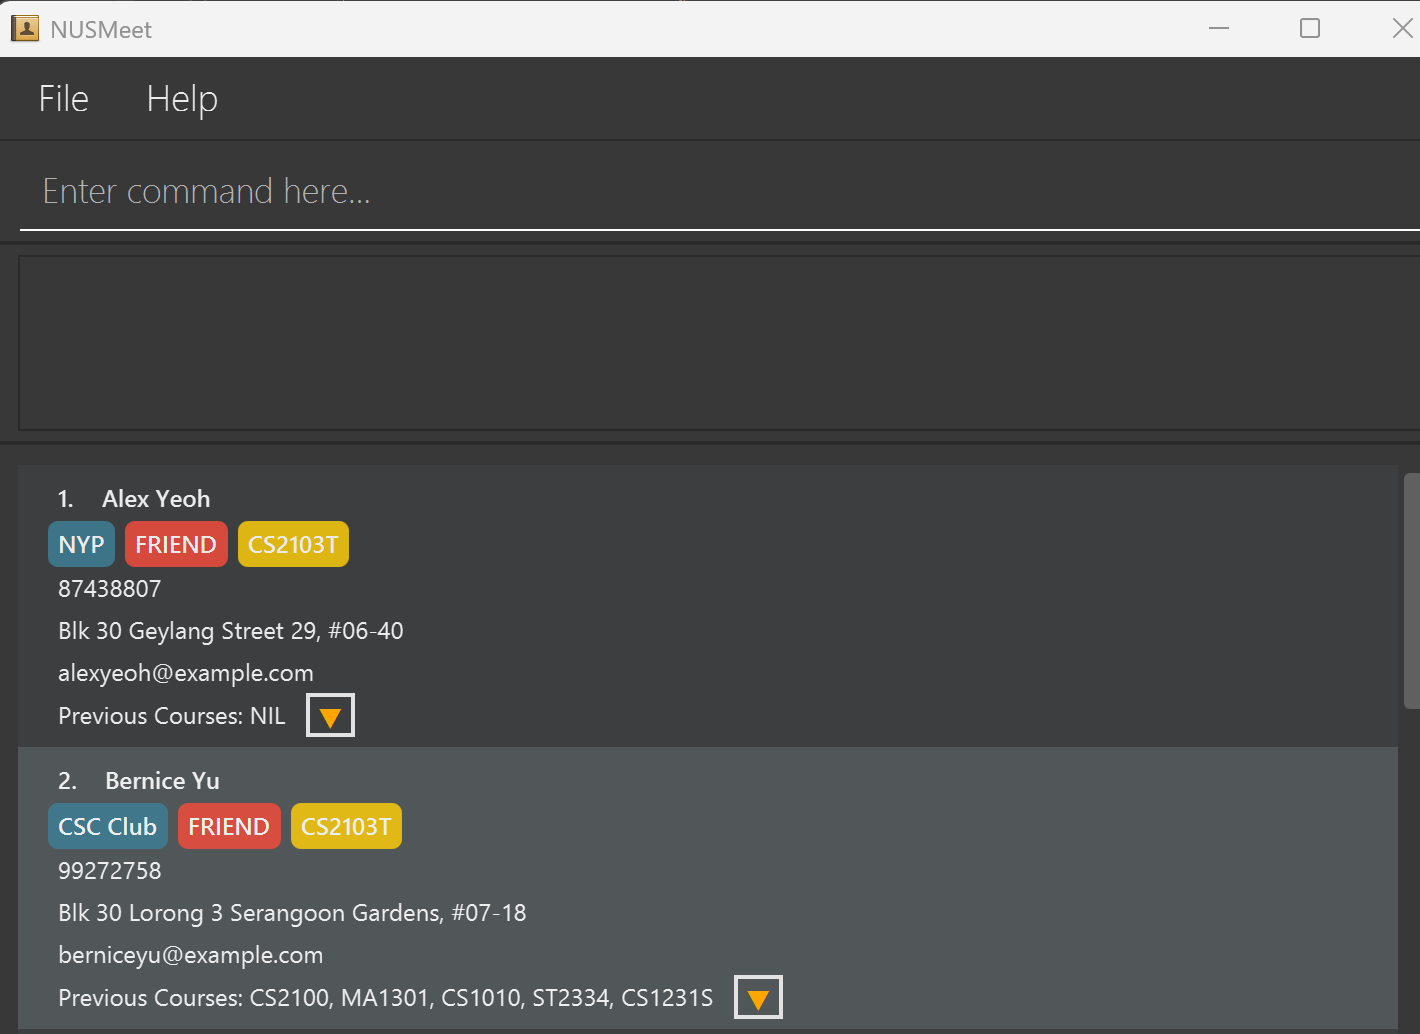 NUSMeet
File Help
Enter command here...
1. Alex Yeoh
NYP FRIEND CS2103T
87438807
Blk 30 Geylang Street 29, #06-40
alexyeoh@example.com
Previous Courses: NIL
2. Bernice Yu
CSC Club FRIEND CS2103T
99272758
Blk 30 Lorong 3 Serangoon Gardens, #07-18
berniceyu@example.com
Previous Courses: CS2100, MA1301, CS1010, ST2334, CS1231S